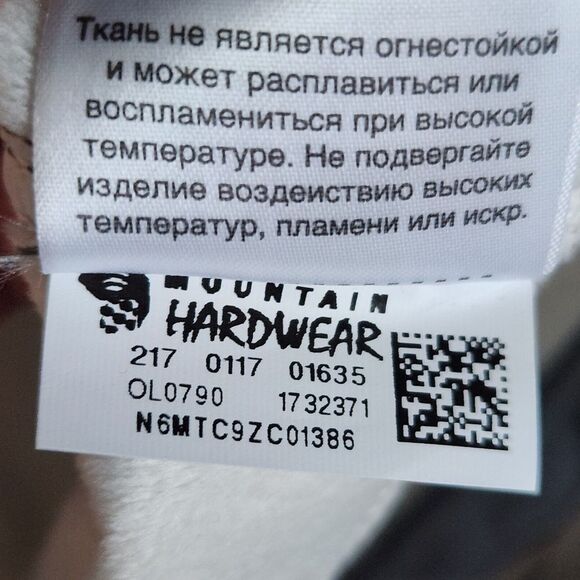 Ткань не является огнестойкой
и может расплавиться или
воспламениться при высокой
температуре. Не подвергайте
изделие воздеиствию высоких
температур, пламени или искр.
MOUNTAIN
HARDWEAR
217 0117 01635
OL0790 1732371
N6MTC9ZC01386